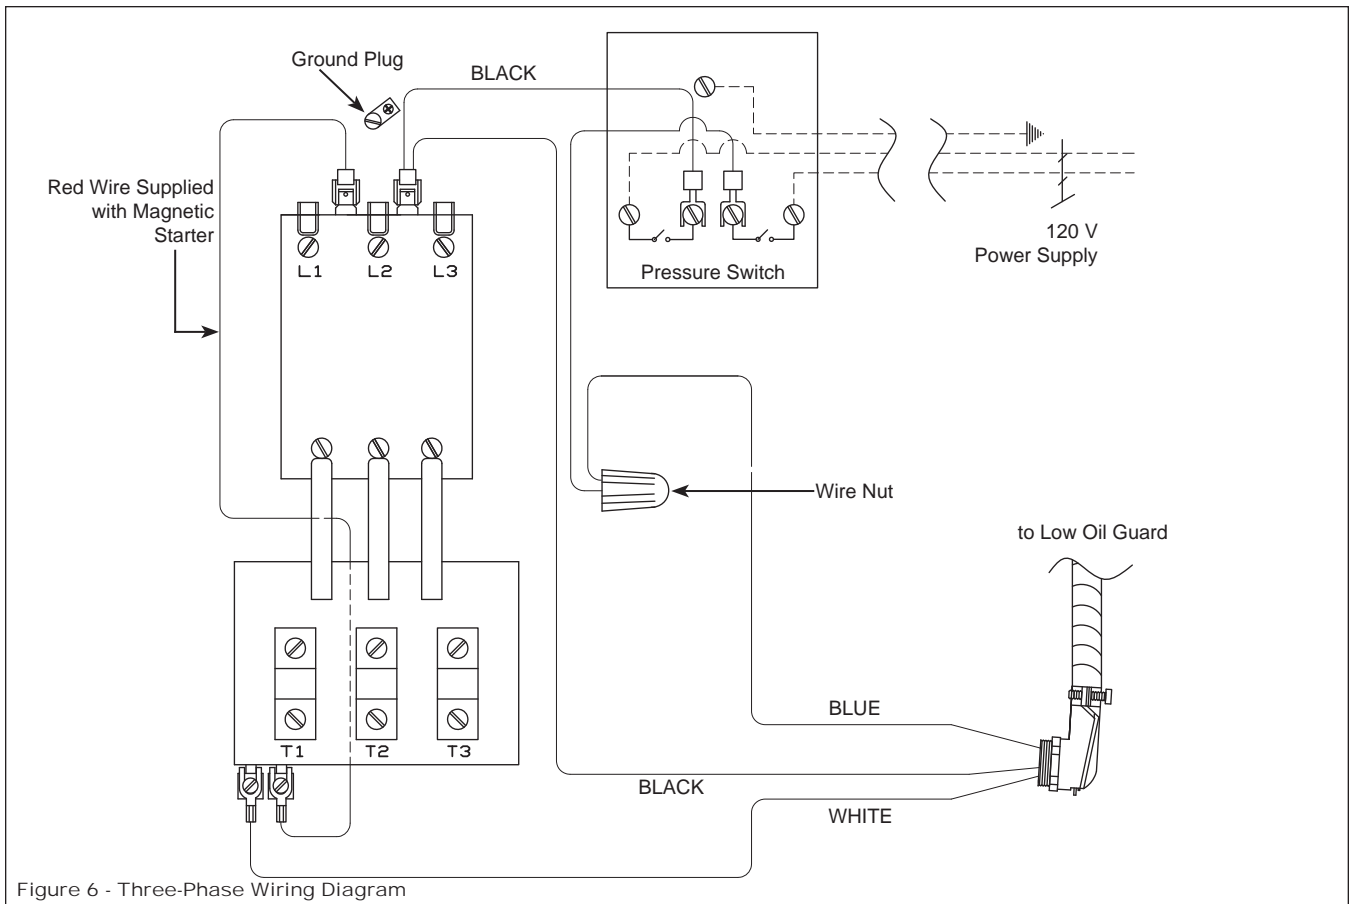 Ground Plug
BLACK
Red Wire Supplied
with Magnetic
Starter
L1
L2
L3
Pressure Switch
120 V
Power Supply
Wire Nut
to Low Oil Guard
BLUE
T1
T2
T3
BLACK
WHITE
Figure 6 - Three-Phase Wiring Diagram